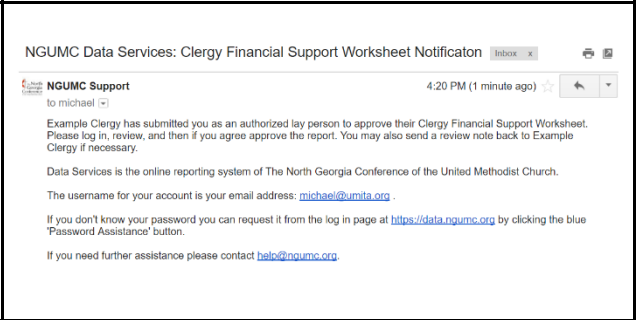 NGUMC Data Services: Clergy Financial Support Worksheet Notificaton Inbox x
NGUMC Support 4:20 PM (1 minute ago)
to michael
Example Clergy has submitted you as an authorized lay person to approve their Clergy Financial Support Worksheet.
Please log in, review, and then if you agree approve the report. You may also send a review note back to Example
Clergy if necessary.
Data Services is the online reporting system of The North Georgia Conference of the United Methodist Church.
The username for your account is your email address: michael@umita.org .
If you don't know your password you can request it from the log in page at https://data.ngumc.org by clicking the blue
'Password Assistance' button.
If you need further assistance please contact help@ngumc.org.